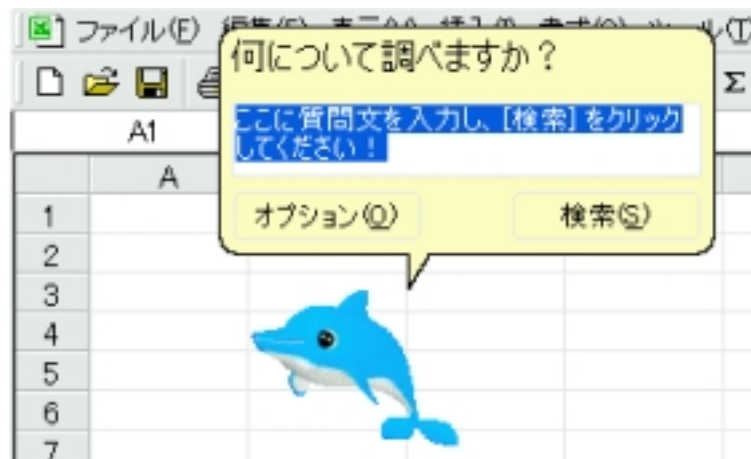 ファイル(F)
何について調べますか？
ここに質問文を入力し、[検索]をクリック
してください！
オプション(O)
検索(S)
Σ
A1
A
1
2
3
4
5
6
7